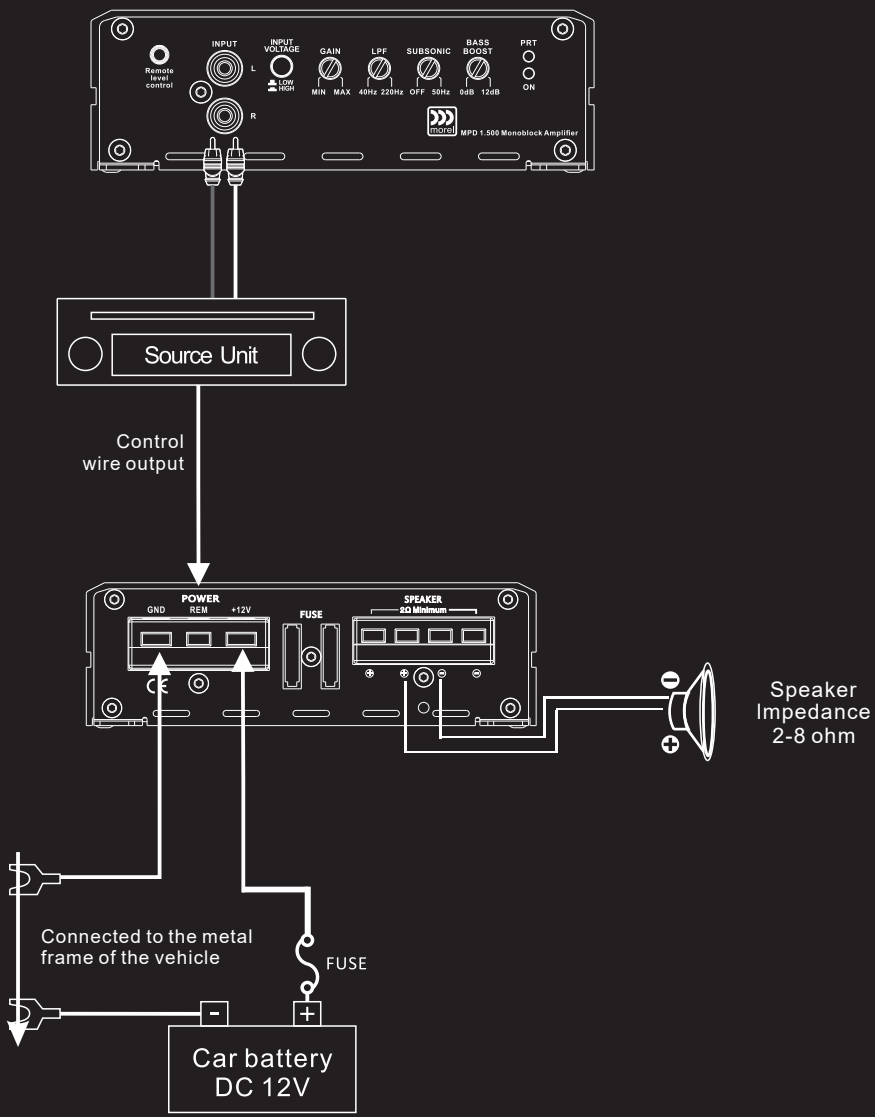 Remote
level
control
INPUT
L
R
INPUT
VOLTAGE
LOW
HIGH
GAIN
MIN MAX
LPF
40Hz 220Hz
SUBSONIC
OFF 50Hz
BASS
BOOST
0dB 12dB
PRT
ON
morel
MPD 1.500 Monoblock Amplifier
Source Unit
Control
wire output
POWER
GND REM +12V
FUSE
SPEAKER
2Ω Minimum
CE
Speaker
Impedance
2-8 ohm
Connected to the metal
frame of the vehicle
FUSE
- +
Car battery
DC 12V